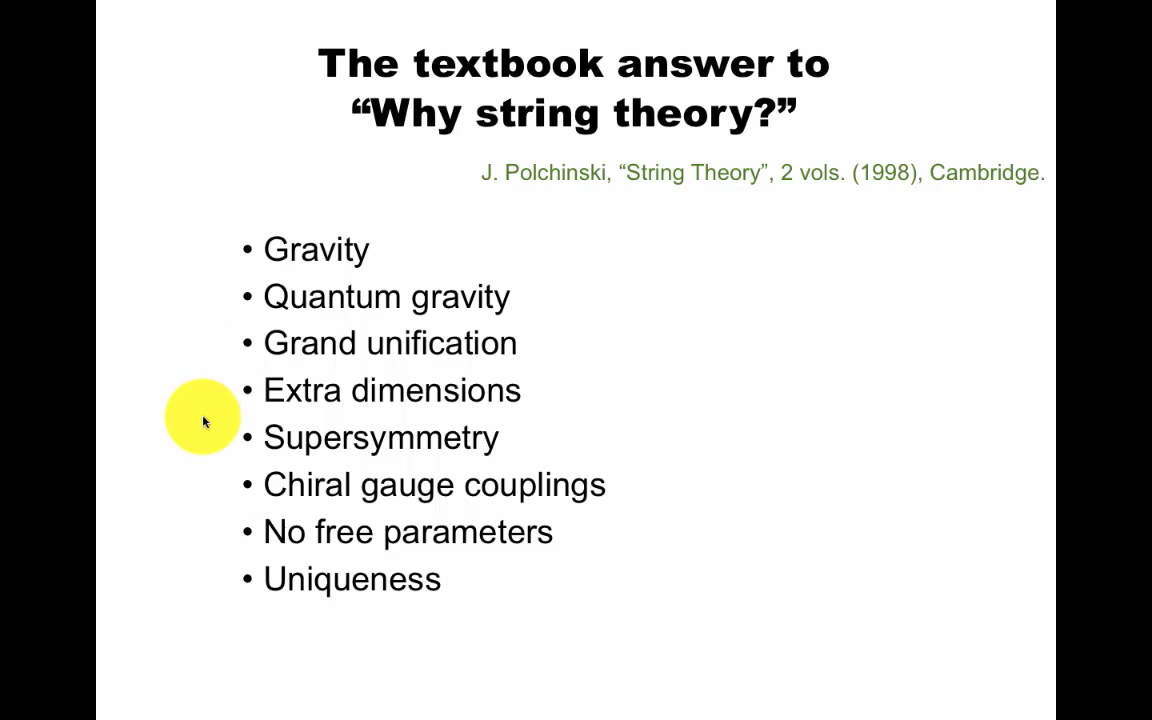 The textbook answer to
“Why string theory?”
J. Polchinski, “String Theory”, 2 vols. (1998), Cambridge.
• Gravity
• Quantum gravity
• Grand unification
• Extra dimensions
• Supersymmetry
• Chiral gauge couplings
• No free parameters
• Uniqueness